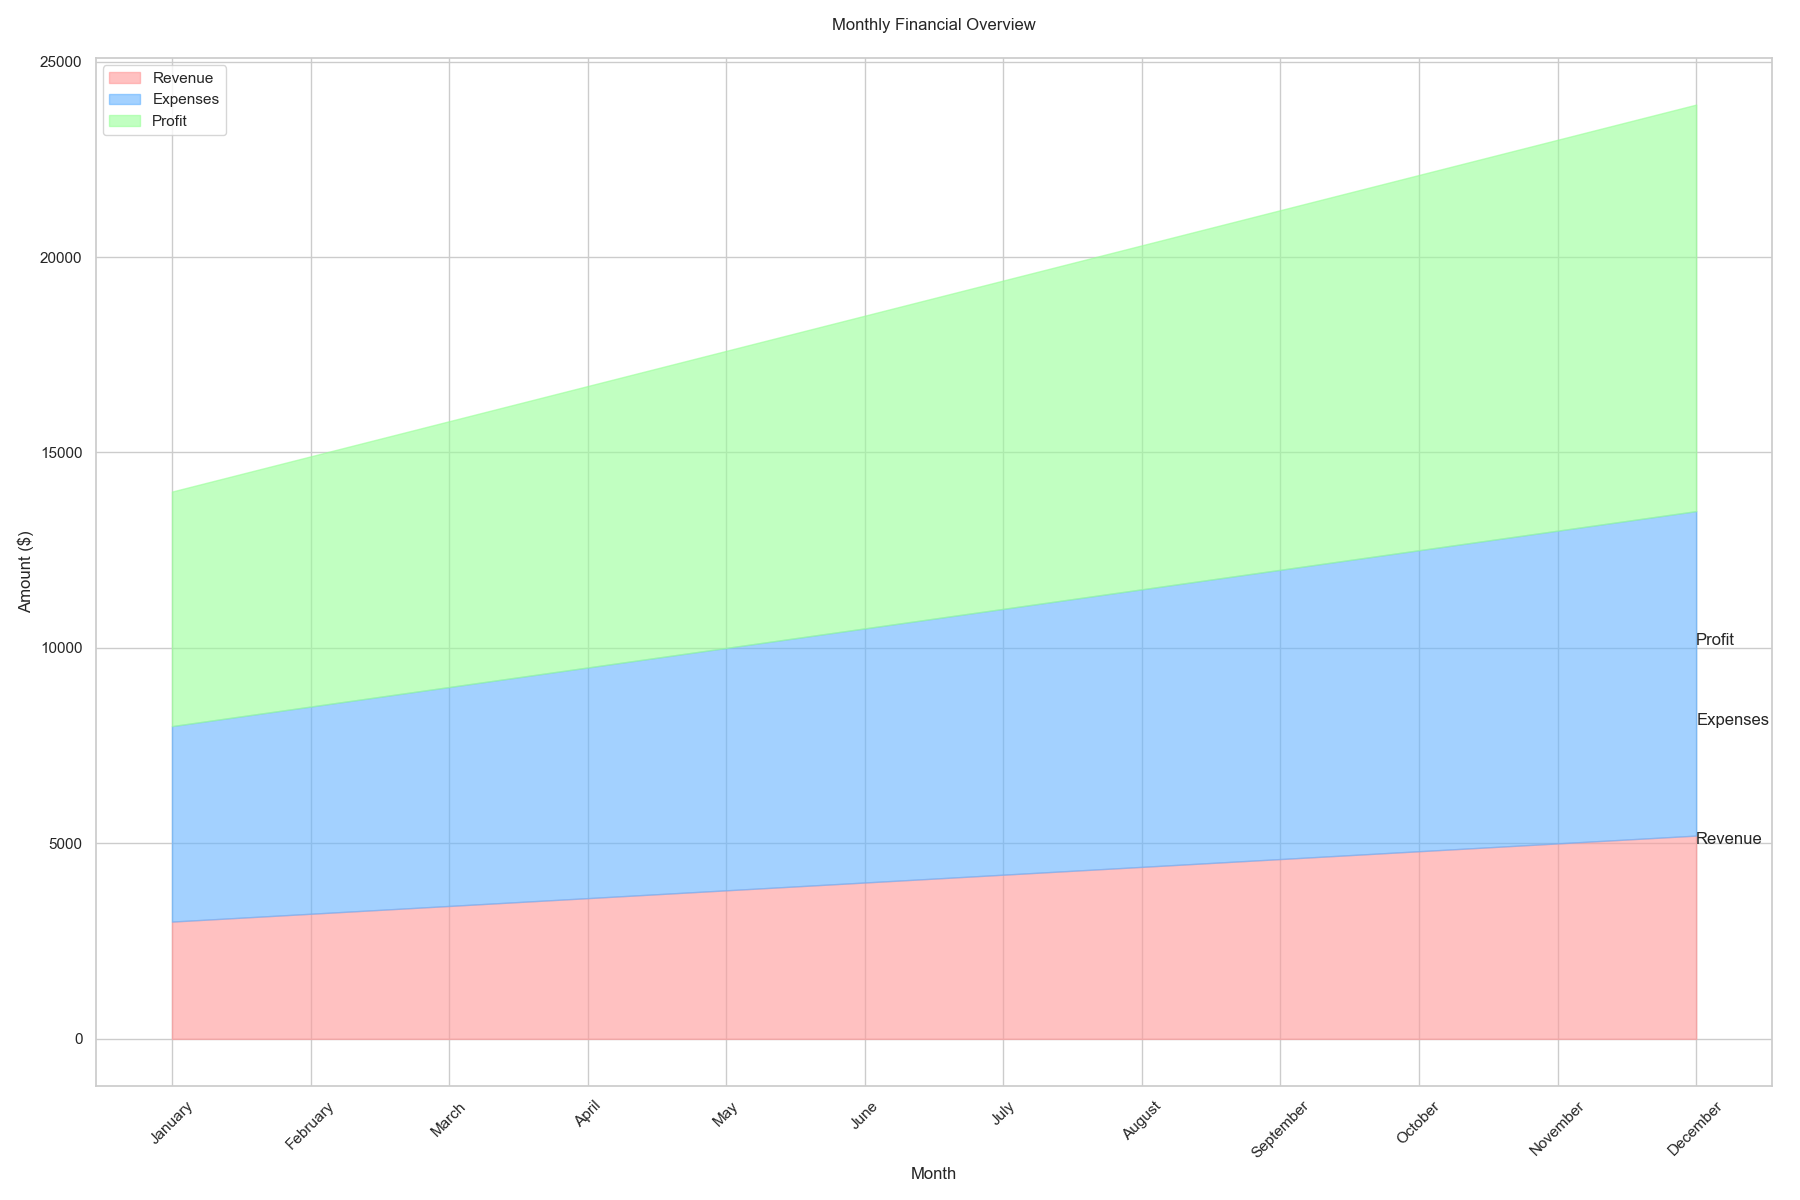 Monthly Financial Overview
Revenue
Expenses
Profit
25000
20000
15000
10000
5000
0
Amount ($)
Profit
Expenses
Revenue
January
February
March
April
May
June
July
August
September
October
November
December
Month